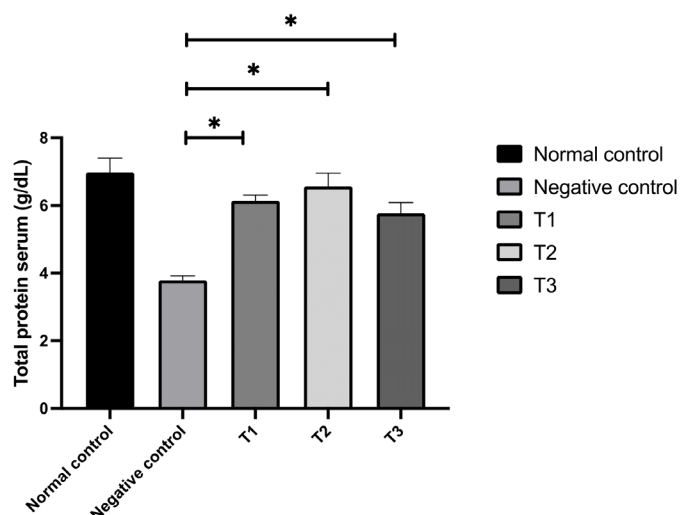 *
*
*
Total protein serum (g/dL)
8
6
4
2
0
Normal control
Negative control
T1
T2
T3
Normal control
Negative control
T1
T2
T3